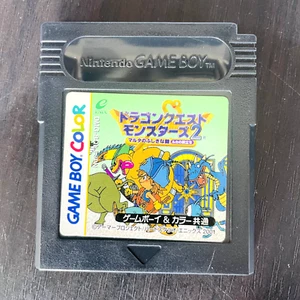 Nintendo GAME BOY™
GAME BOY COLOR
ドラゴンクエスト
モンスターズ2
マルタのふしぎな鍵
ゲームボーイ&カラー共通